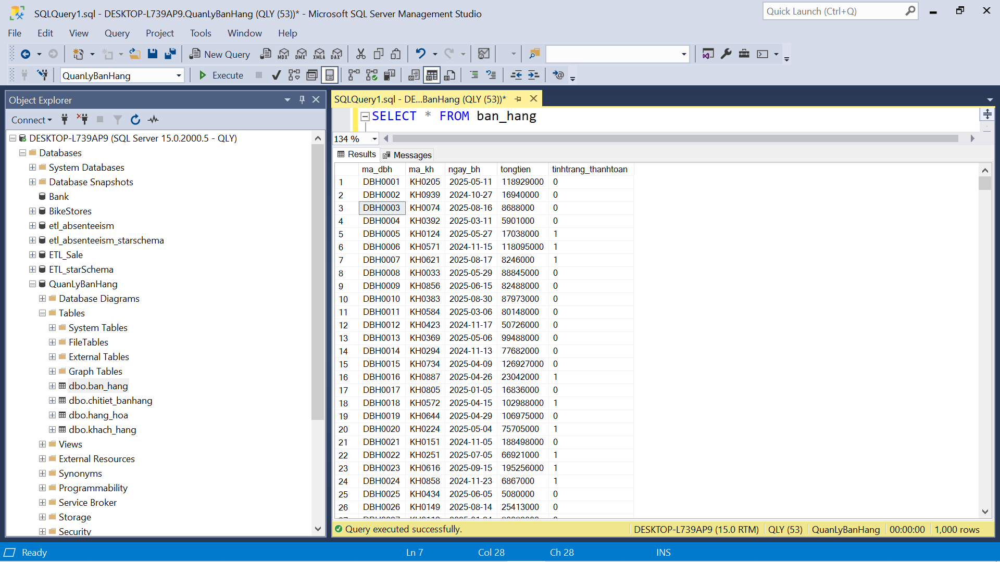 SQLQuery1.sql - DESKTOP-L739AP9.QuanLyBanHang (QLY (53))* - Microsoft SQL Server Management Studio
Quick Launch (Ctrl+Q)
File Edit View Query Project Tools Window Help
New Query MDX DMX XMLA DAX
QuanLyBanHang Execute
Object Explorer
Connect
DESKTOP-L739AP9 (SQL Server 15.0.2000.5 - QLY)
Databases
System Databases
Database Snapshots
Bank
BikeStores
etl_absenteeism
etl_absenteeism_starschema
ETL_Sale
ETL_starSchema
QuanLyBanHang
Database Diagrams
Tables
System Tables
FileTables
External Tables
Graph Tables
dbo.ban_hang
dbo.chitiet_banhang
dbo.hang_hoa
dbo.khach_hang
Views
External Resources
Synonyms
Programmability
Service Broker
Storage
Security
SQLQuery1.sql - DE...BanHang (QLY (53))*
SELECT * FROM ban_hang
134 %
Results Messages
ma_dbh ma_kh ngay_bh tongtien tinhtrang_thanhtoan
1 DBH0001 KH0205 2025-05-11 118929000 0
2 DBH0002 KH0939 2024-10-27 16940000 0
3 DBH0003 KH0074 2025-08-16 8688000 0
4 DBH0004 KH0392 2025-03-11 5901000 0
5 DBH0005 KH0124 2025-05-27 17038000 1
6 DBH0006 KH0571 2024-11-15 118095000 1
7 DBH0007 KH0621 2025-08-17 8246000 1
8 DBH0008 KH0033 2025-05-29 88845000 0
9 DBH0009 KH0856 2025-06-15 82488000 0
10 DBH0010 KH0383 2025-08-30 87973000 0
11 DBH0011 KH0584 2025-03-06 80148000 0
12 DBH0012 KH0423 2024-11-17 50726000 0
13 DBH0013 KH0369 2025-05-06 99488000 0
14 DBH0014 KH0294 2024-11-13 77682000 0
15 DBH0015 KH0734 2025-04-09 126927000 0
16 DBH0016 KH0887 2025-04-26 23042000 1
17 DBH0017 KH0805 2025-01-05 16836000 0
18 DBH0018 KH0572 2025-04-15 102988000 1
19 DBH0019 KH0644 2025-04-29 106975000 0
20 DBH0020 KH0224 2025-05-04 75705000 1
21 DBH0021 KH0151 2024-11-05 188498000 0
22 DBH0022 KH0251 2025-07-05 66921000 1
23 DBH0023 KH0616 2025-09-15 195256000 1
24 DBH0024 KH0858 2024-11-23 6867000 1
25 DBH0025 KH0434 2025-06-05 5080000 0
26 DBH0026 KH0149 2025-08-14 25413000 0
Query executed successfully. DESKTOP-L739AP9 (15.0 RTM) QLY (53) QuanLyBanHang 00:00:00 1,000 rows
Ready Ln 7 Col 28 Ch 28 INS